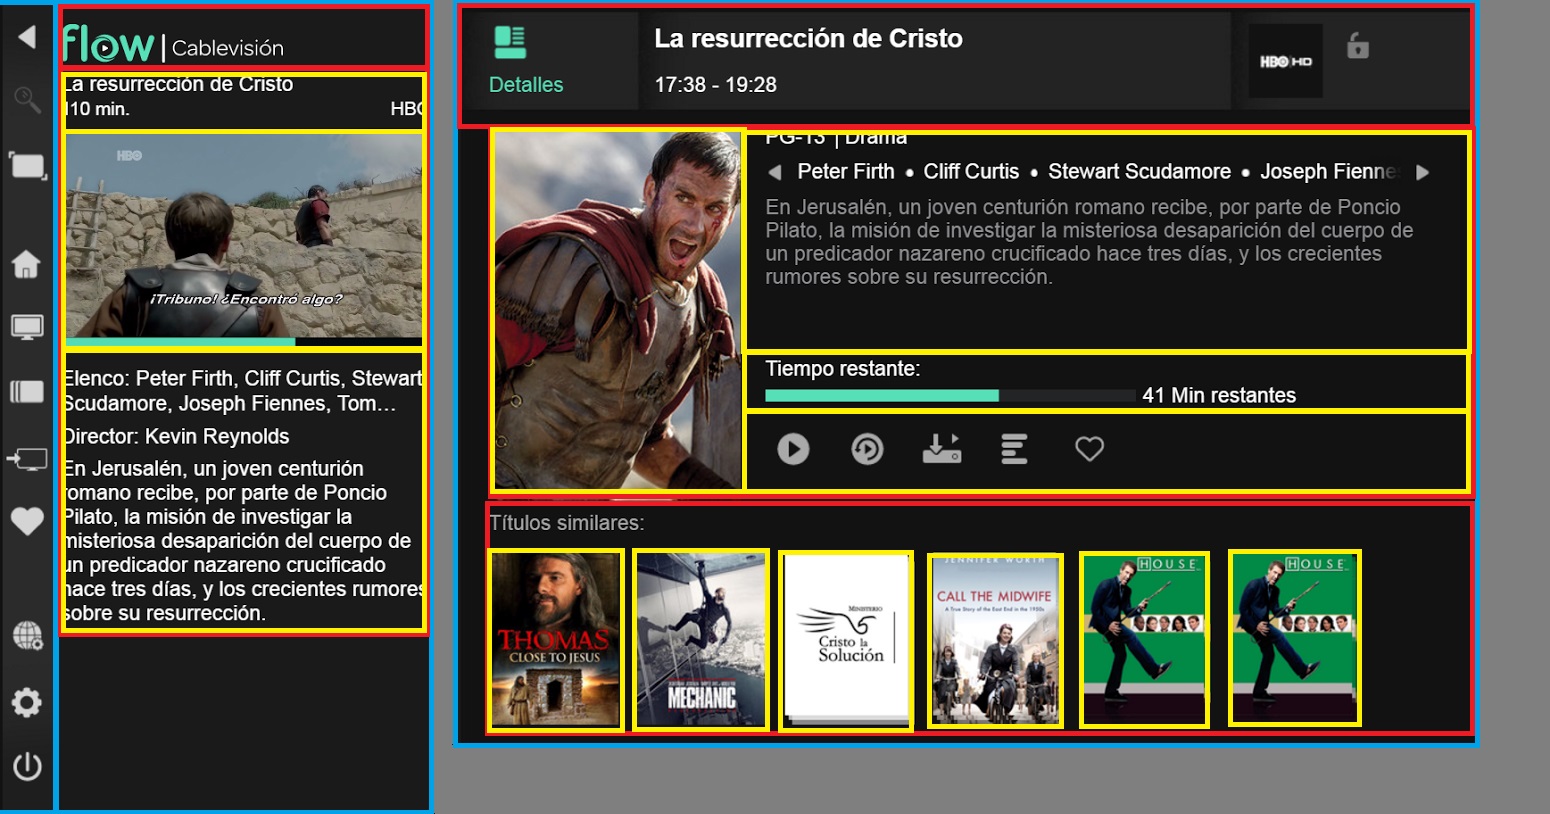 flow | Cablevisión
La resurrección de Cristo
110 min. HBO
HBO
¡Tribuno! ¿Encontró algo?
Elenco: Peter Firth, Cliff Curtis, Stewart
Scudamore, Joseph Fiennes, Tom…
Director: Kevin Reynolds
En Jerusalén, un joven centurión
romano recibe, por parte de Poncio
Pilato, la misión de investigar la
misteriosa desaparición del cuerpo de
un predicador nazareno crucificado
hace tres días, y los crecientes rumores
sobre su resurrección.
Detalles
La resurrección de Cristo
17:38 - 19:28
HBO HD
PG-13 | Drama
Peter Firth • Cliff Curtis • Stewart Scudamore • Joseph Fienne
En Jerusalén, un joven centurión romano recibe, por parte de Poncio
Pilato, la misión de investigar la misteriosa desaparición del cuerpo de
un predicador nazareno crucificado hace tres días, y los crecientes
rumores sobre su resurrección.
Tiempo restante:
41 Min restantes
Títulos similares:
THOMAS
CLOSE TO JESUS
MECHANIC
MINISTERIO
Cristo la
Solución
JENNIFER WORTH
CALL THE MIDWIFE
A True Story of the East End in the 1950s
HOUSE
HOUSE